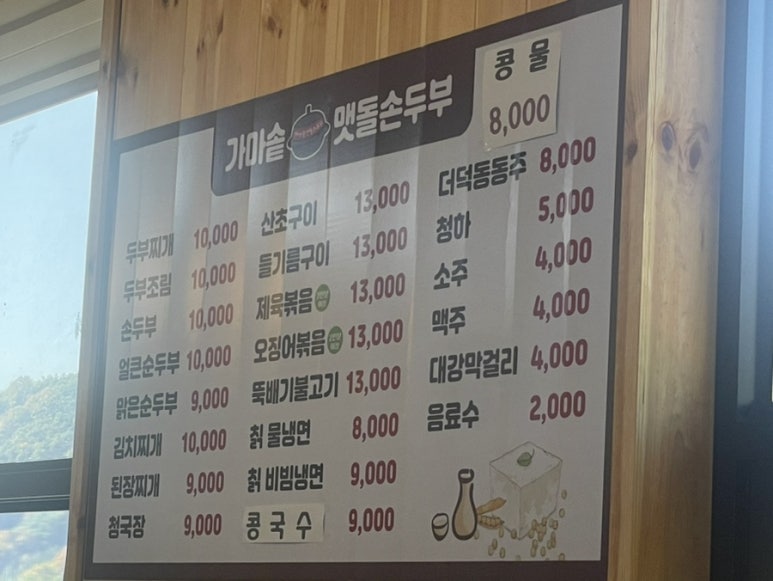 가마솥 맷돌손두부
콩 물
8,000
두부찌개 10,000
두부조림 10,000
손두부 10,000
얼큰순두부 10,000
맑은순두부 9,000
김치찌개 10,000
된장찌개 9,000
청국장 9,000
산초구이 13,000
들기름구이 13,000
제육볶음 13,000
오징어볶음 13,000
뚝배기불고기 13,000
칡 물냉면 8,000
칡 비빔냉면 9,000
콩국수 9,000
더덕동동주 8,000
청하 5,000
소주 4,000
맥주 4,000
대강막걸리 4,000
음료수 2,000